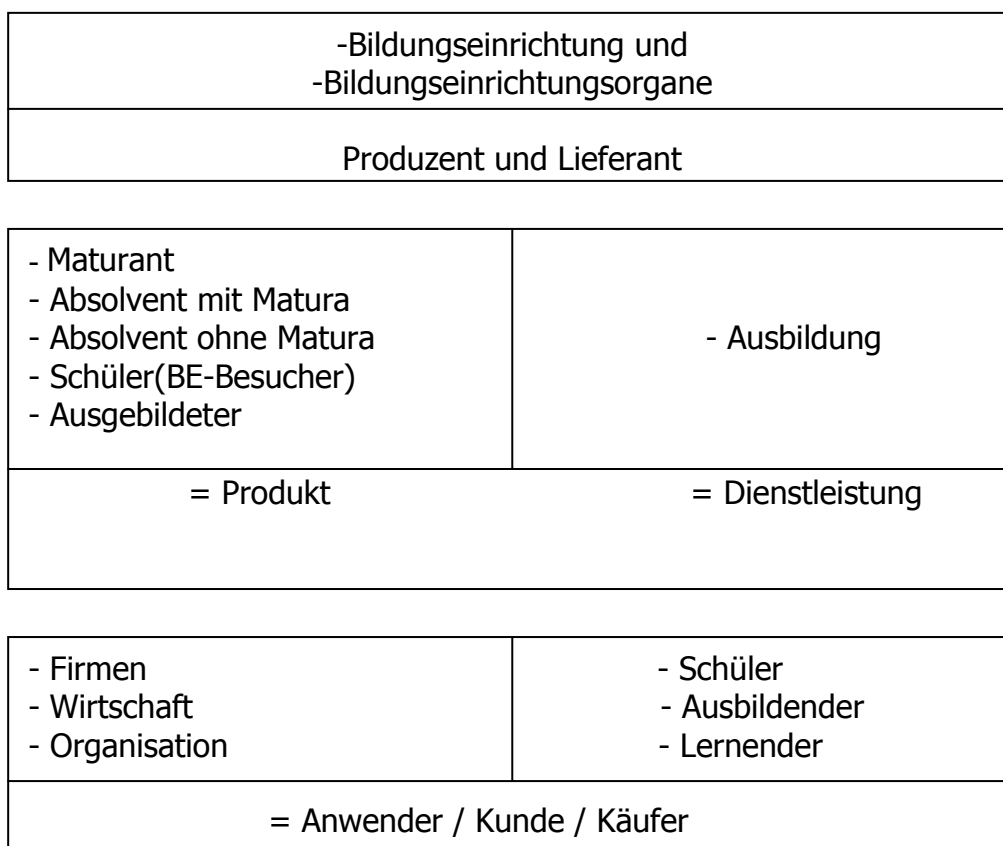 -Bildungseinrichtung und
-Bildungseinrichtungsorgane
Produzent und Lieferant
- Maturant
- Absolvent mit Matura
- Absolvent ohne Matura
- Schüler(BE-Besucher)
- Ausgebildeter
- Ausbildung
= Produkt
= Dienstleistung
- Firmen
- Wirtschaft
- Organisation
- Schüler
- Ausbildender
- Lernender
= Anwender / Kunde / Käufer